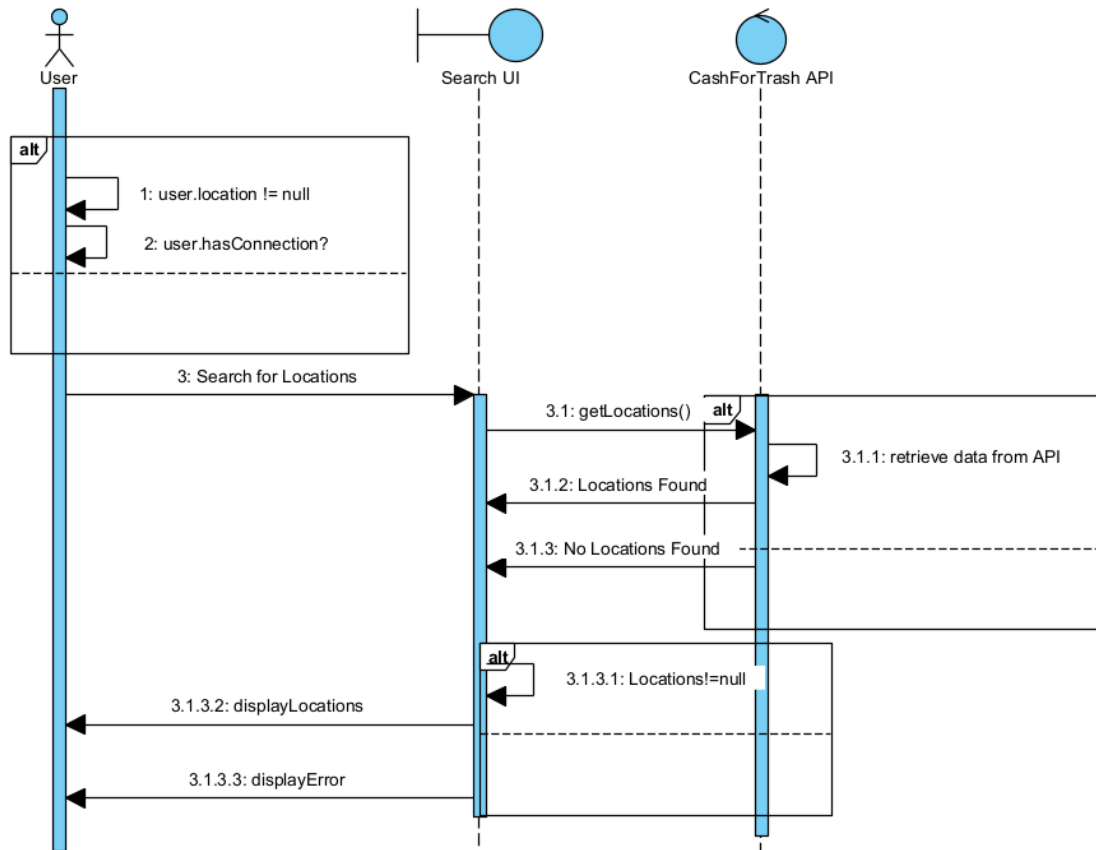 User
Search UI
CashForTrash API
alt
1: user.location != null
2: user.hasConnection?
3: Search for Locations
3.1: getLocations()
alt
3.1.1: retrieve data from API
3.1.2: Locations Found
3.1.3: No Locations Found
alt
3.1.3.1: Locations!=null
3.1.3.2: displayLocations
3.1.3.3: displayError